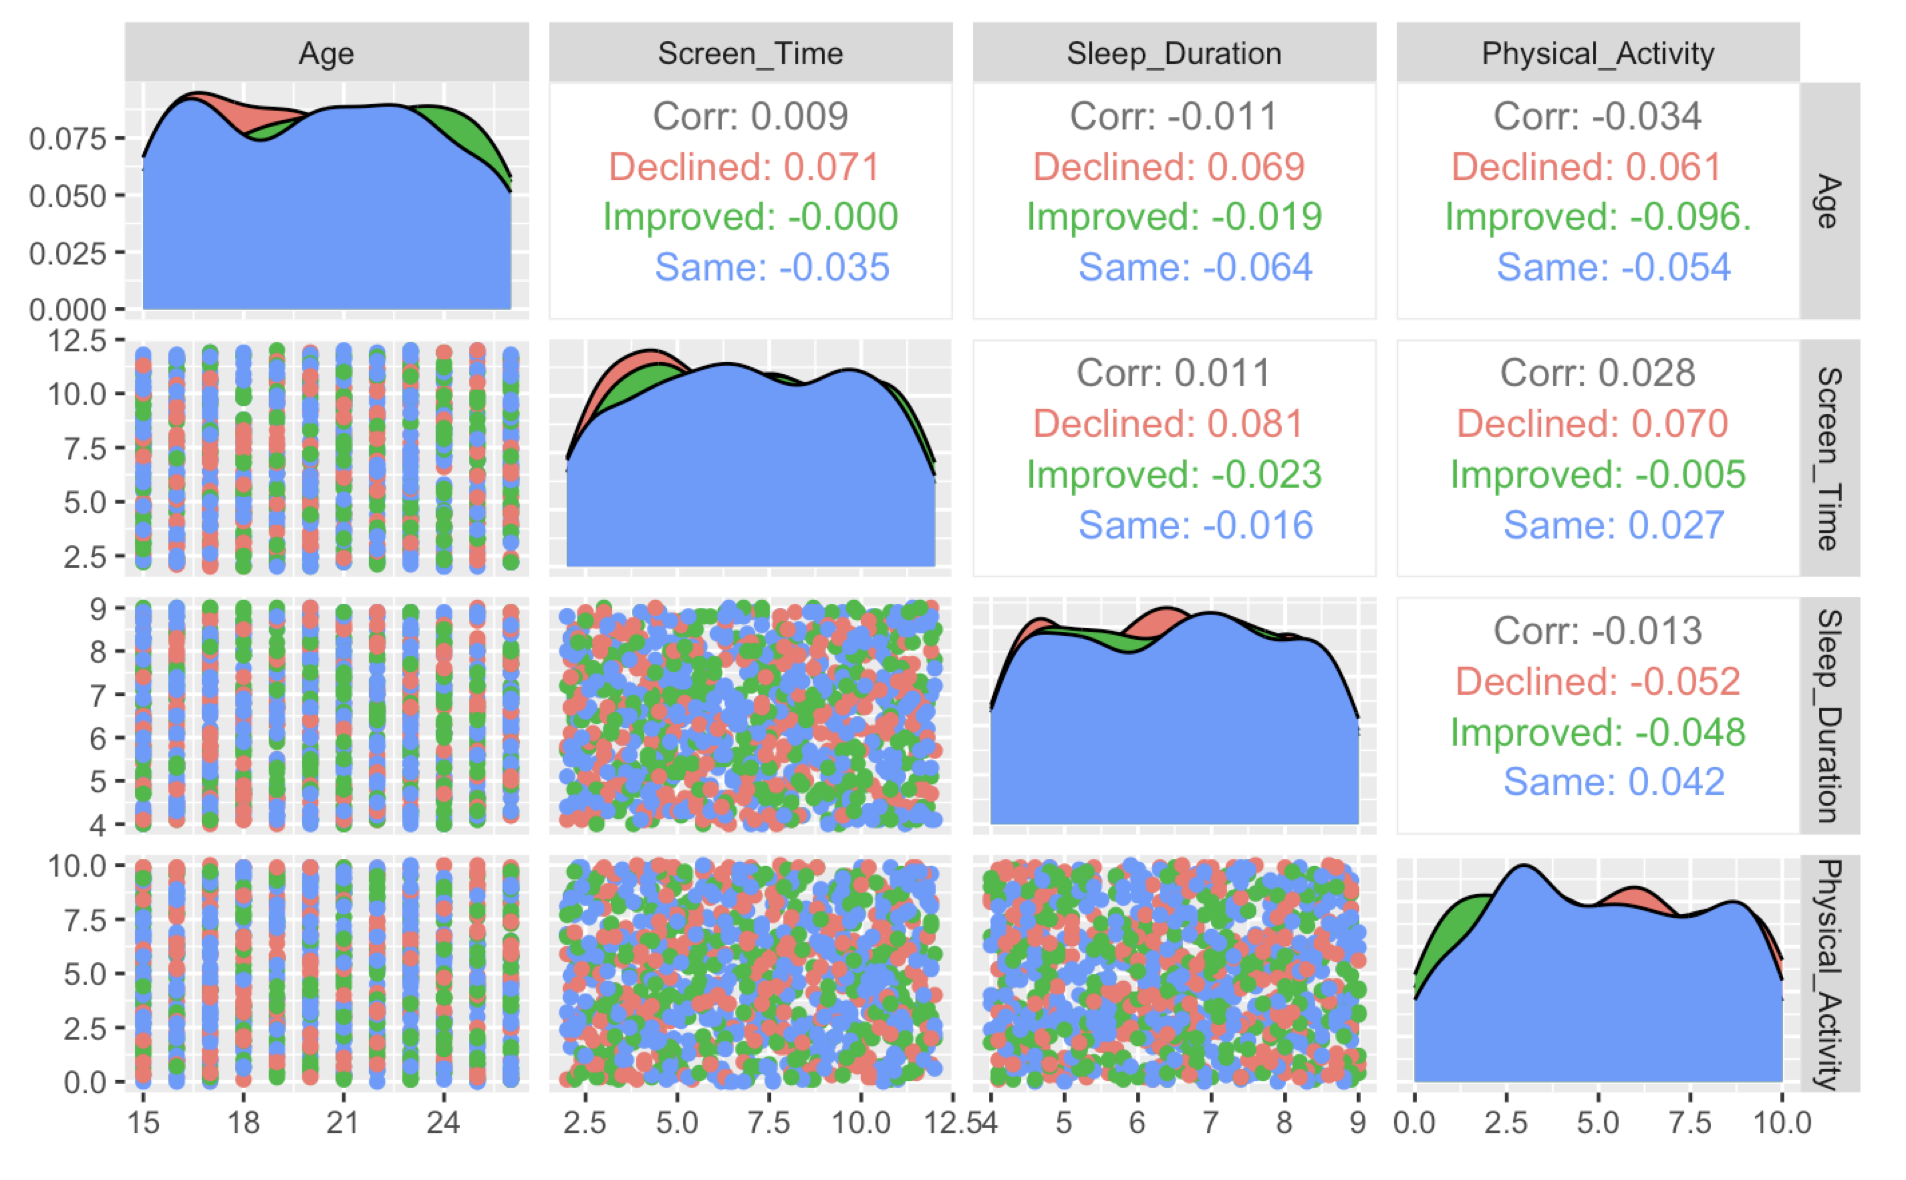 Age
Screen_Time
Sleep_Duration
Physical_Activity
0.075
0.050
0.025
0.000
Corr: 0.009
Declined: 0.071
Improved: -0.000
Same: -0.035
Corr: -0.011
Declined: 0.069
Improved: -0.019
Same: -0.064
Corr: -0.034
Declined: 0.061
Improved: -0.096.
Same: -0.054
Age
12.5
10.0
7.5
5.0
2.5
Corr: 0.011
Declined: 0.081
Improved: -0.023
Same: -0.016
Corr: 0.028
Declined: 0.070
Improved: -0.005
Same: 0.027
Screen_Time
9
8
7
6
5
4
Corr: -0.013
Declined: -0.052
Improved: -0.048
Same: 0.042
Sleep_Duration
10.0
7.5
5.0
2.5
0.0
Physical_Activity
15 18 21 24
2.5 5.0 7.5 10.0 12.5
4 5 6 7 8 9
0.0 2.5 5.0 7.5 10.0